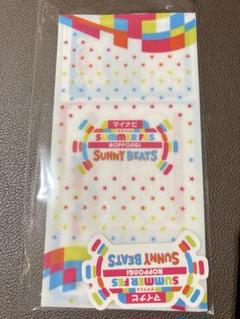 マイナビ
SUMMER FES
ROPPONGI
SUNNY BEATS
マイナビ
SUMMER FES
ROPPONGI
SUNNY BEATS